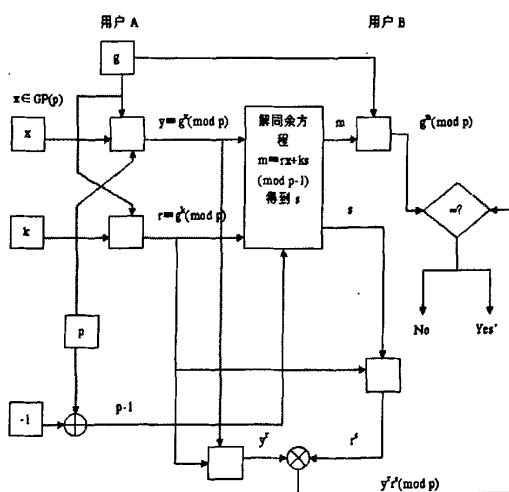 用户 A
用户 B
g
x∈GP(p)
x
y≡g^x(mod p)
解同余方
程
m≡rx+ks
(mod p-1)
得到 s
m
g^m(mod p)
r≡g^k(mod p)
k
s
=?
No
Yes'
p
-1
p-1
y^r
r^s
y^r r^s(mod p)